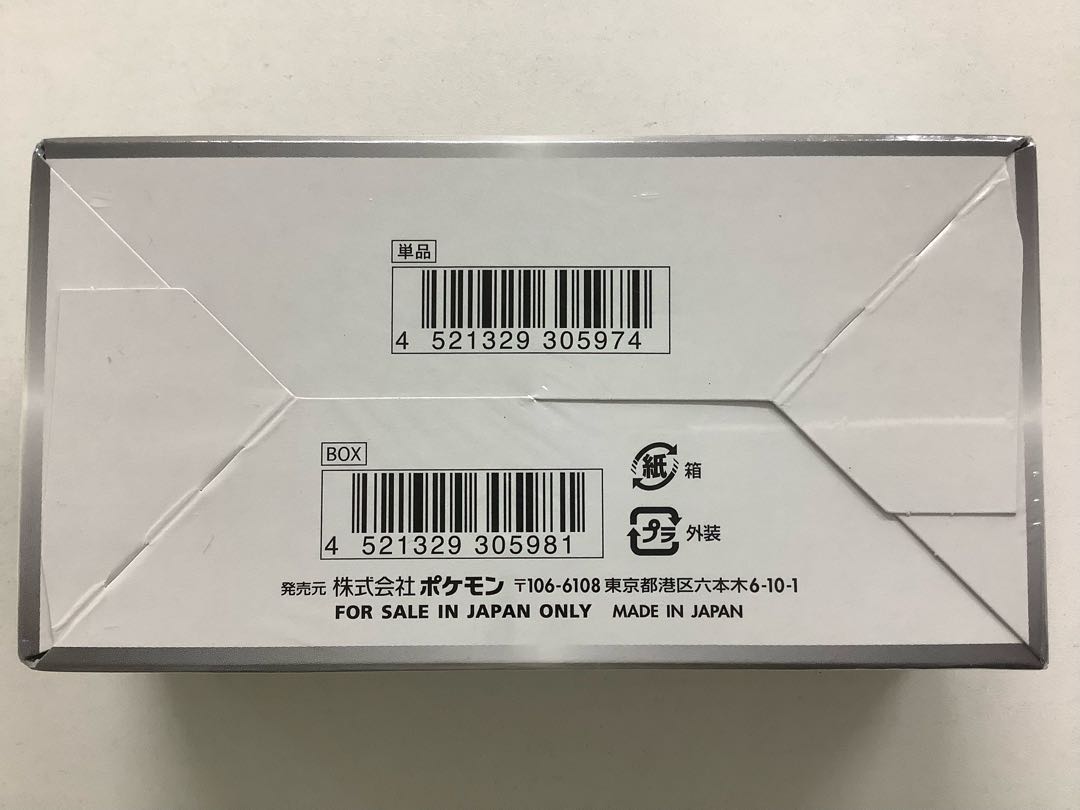 単品
4 521329 305974
BOX
4 521329 305981
紙 箱
プラ 外装
発売元 株式会社 ポケモン 〒106-6108 東京都港区六本木6-10-1
FOR SALE IN JAPAN ONLY MADE IN JAPAN